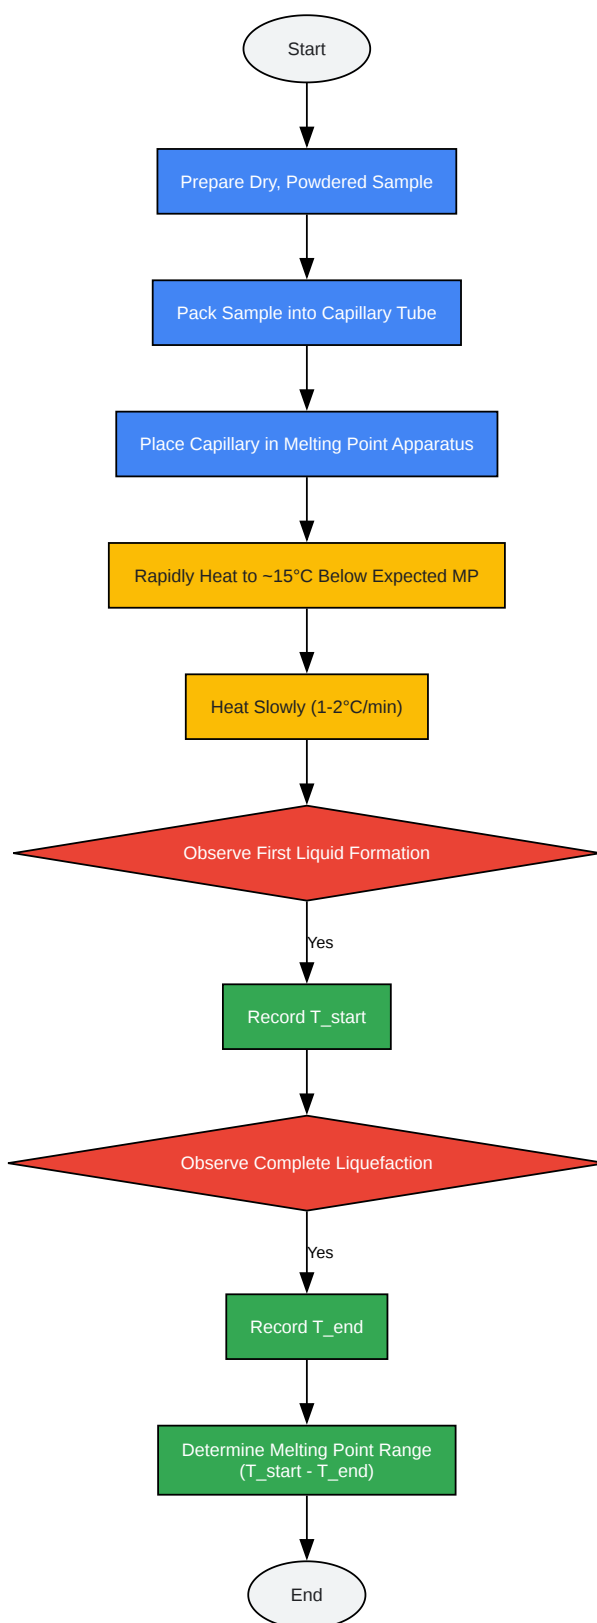 Start
Prepare Dry, Powdered Sample
Pack Sample into Capillary Tube
Place Capillary in Melting Point Apparatus
Rapidly Heat to ~15°C Below Expected MP
Heat Slowly (1-2°C/min)
Observe First Liquid Formation
Yes
Record T_start
Observe Complete Liquefaction
Yes
Record T_end
Determine Melting Point Range
(T_start - T_end)
End